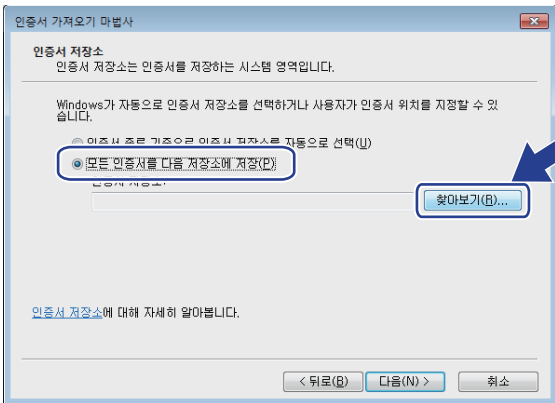 인증서 가져오기 마법사
인증서 저장소
인증서 저장소는 인증서를 저장하는 시스템 영역입니다.
Windows가 자동으로 인증서 저장소를 선택하거나 사용자가 인증서 위치를 지정할 수 있
습니다.
인증서 종류 기준으로 인증서 저장소를 자동으로 선택(U)
모든 인증서를 다음 저장소에 저장(P)
인증서 저장소:
찾아보기(R)...
인증서 저장소에 대해 자세히 알아봅니다.
< 뒤로(B) 다음(N) > 취소